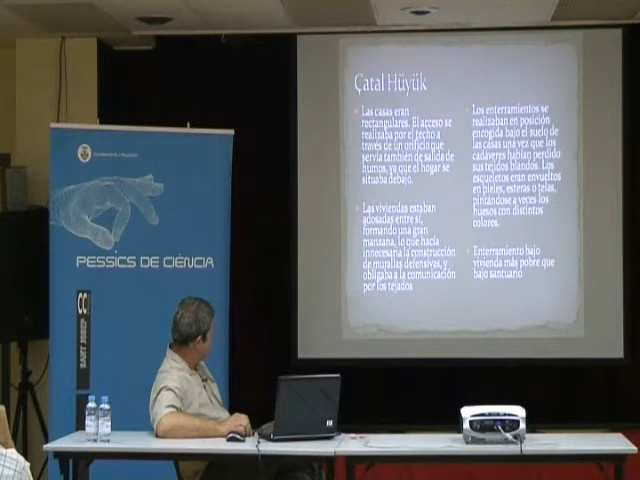 Çatal Hüyük
Las casas eran
rectangulares. El acceso se
realizaba por el techo a
través de un orificio que
servía también de salida de
humos, ya que el hogar se
situaba debajo.
Las viviendas estaban
adosadas entre sí,
formando una gran
manzana, lo que hacía
innecesaria la construcción
de murallas defensivas, y
obligaba a la comunicación
por los tejados
Los enterramientos se
realizaban en posición
encogida bajo el suelo de
las casas una vez que los
cadáveres habían perdido
sus tejidos blandos. Los
esqueletos eran envueltos
en pieles, esteras o telas,
pintándose a veces los
huesos con distintos
colores.
Enterramiento bajo
vivienda más pobre que
bajo santuario
PESSICS DE CIÈNCIA
SANT JOSEP
hp